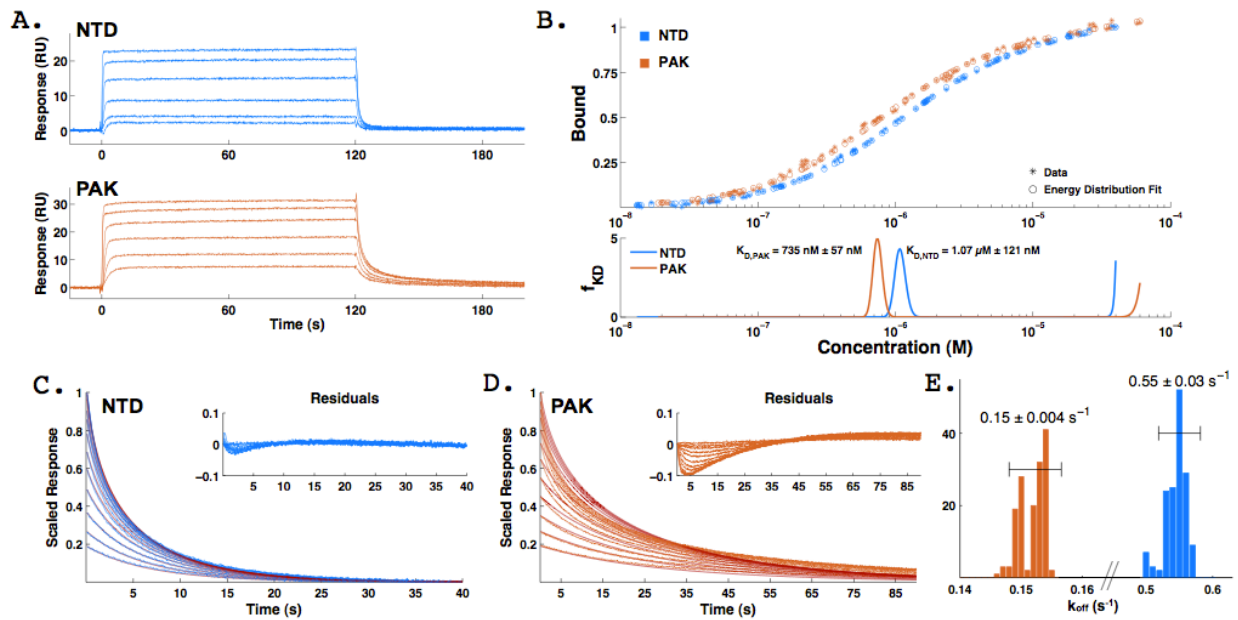 A.
NTD
Response (RU)
20
10
0
0
60
120
180
PAK
Response (RU)
30
20
10
0
0
60
120
180
Time (s)
B.
NTD
PAK
Bound
1
0.75
0.5
0.25
* Data
○ Energy Distribution Fit
10⁻⁸ 10⁻⁷ 10⁻⁶ 10⁻⁵ 10⁻⁴
f_KD
5
0
NTD
PAK
K_D,PAK = 735 nM ± 57 nM
K_D,NTD = 1.07 µM ± 121 nM
10⁻⁸ 10⁻⁷ 10⁻⁶ 10⁻⁵ 10⁻⁴
Concentration (M)
C.
NTD
Scaled Response
1
0.8
0.6
0.4
0.2
Residuals
0.1
0
−0.1
5 10 15 20 25 30 35 40
5 10 15 20 25 30 35 40
Time (s)
D.
PAK
Scaled Response
1
0.8
0.6
0.4
0.2
Residuals
0.1
0
−0.1
5 15 25 35 45 55 65 75 85
5 15 25 35 45 55 65 75 85
Time (s)
E.
0.55 ± 0.03 s⁻¹
0.15 ± 0.004 s⁻¹
40
20
0.14 0.15 0.16 // 0.5 0.6
k_off (s⁻¹)